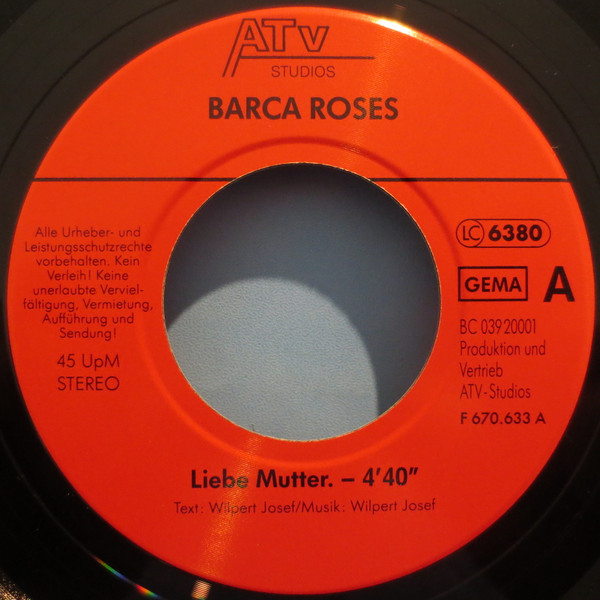 ATV
STUDIOS
BARCA ROSES
Alle Urheber- und
Leistungsschutzrechte
vorbehalten. Kein
Verleih! Keine
unerlaubte Verviel-
fältigung, Vermietung,
Aufführung und
Sendung!
45 UpM
STEREO
LC 6380
GEMA A
BC 039 20001
Produktion und
Vertrieb
ATV-Studios
F 670.633 A
Liebe Mutter. – 4'40"
Text: Wilpert Josef/Musik: Wilpert Josef